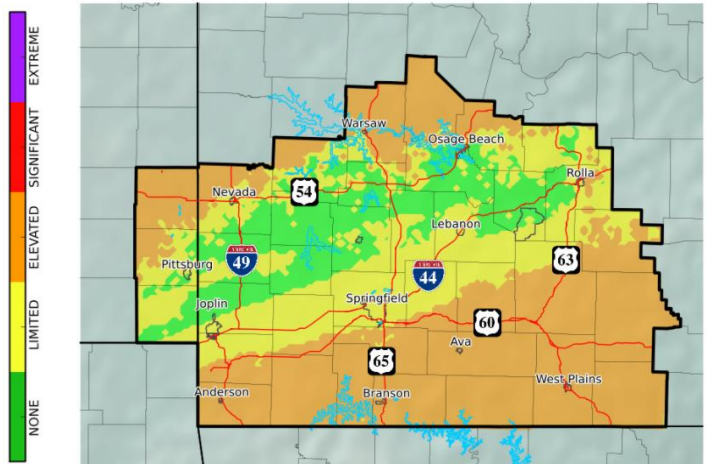 EXTREME
SIGNIFICANT
ELEVATED
LIMITED
NONE
Warsaw
Osage Beach
Rolla
Nevada
54
Lebanon
Pittsburg
49
44
63
Joplin
Springfield
60
Ava
65
Anderson
Branson
West Plains